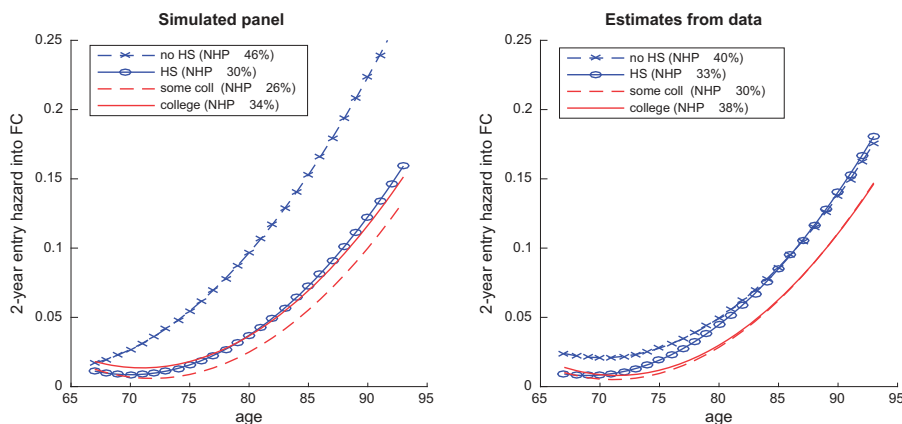 Simulated panel
0.25
0.2
0.15
0.1
0.05
0
2-year entry hazard into FC
no HS (NHP 46%)
HS (NHP 30%)
some coll (NHP 26%)
college (NHP 34%)
65 70 75 80 85 90 95
age
Estimates from data
0.25
0.2
0.15
0.1
0.05
0
2-year entry hazard into FC
no HS (NHP 40%)
HS (NHP 33%)
some coll (NHP 30%)
college (NHP 38%)
65 70 75 80 85 90 95
age